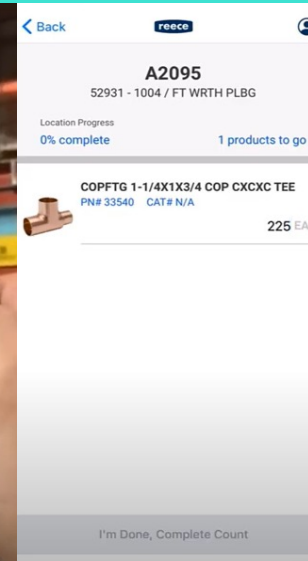 Back
reece
A2095
52931 - 1004 / FT WRTH PLBG
Location Progress
0% complete
1 products to go
COPFTG 1-1/4X1X3/4 COP CXCXC TEE
PN# 33540 CAT# N/A
225 EA
I'm Done, Complete Count